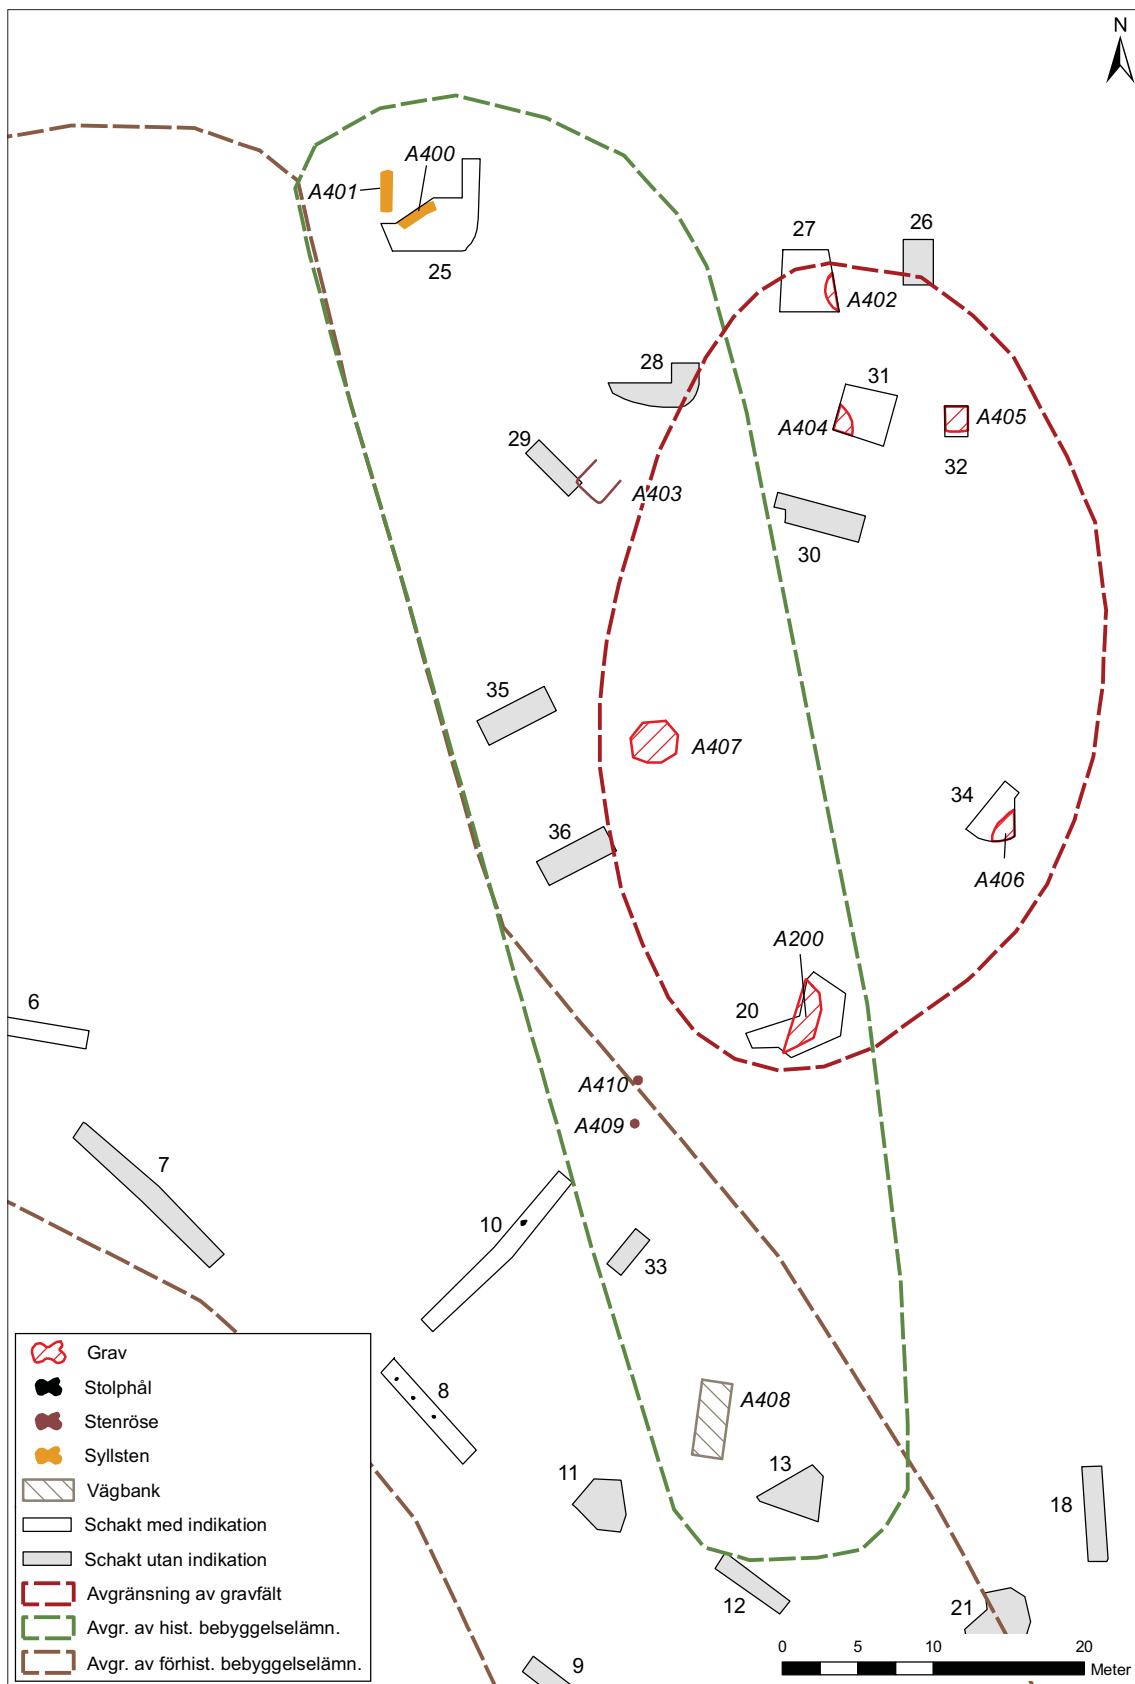 N
A400
A401
25
27
26
A402
28
31
A404
A405
32
29
A403
30
35
A407
34
36
A406
A200
20
6
A410
A409
7
10
33
8
A408
11
13
18
12
21
9
Grav
Stolphål
Stenröse
Syllsten
Vägbank
Schakt med indikation
Schakt utan indikation
Avgränsning av gravfält
Avgr. av hist. bebyggelselämn.
Avgr. av förhist. bebyggelselämn.
0 5 10 20
Meter